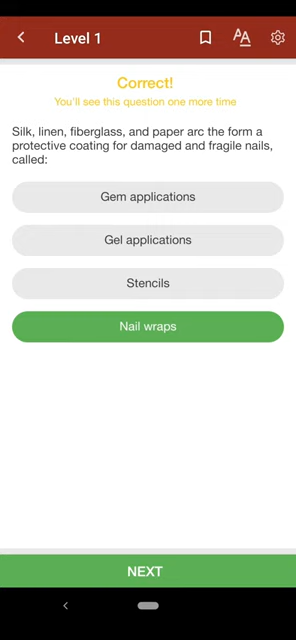 Level 1
AA
Correct!
You'll see this question one more time
Silk, linen, fiberglass, and paper arc the form a
protective coating for damaged and fragile nails,
called:
Gem applications
Gel applications
Stencils
Nail wraps
NEXT